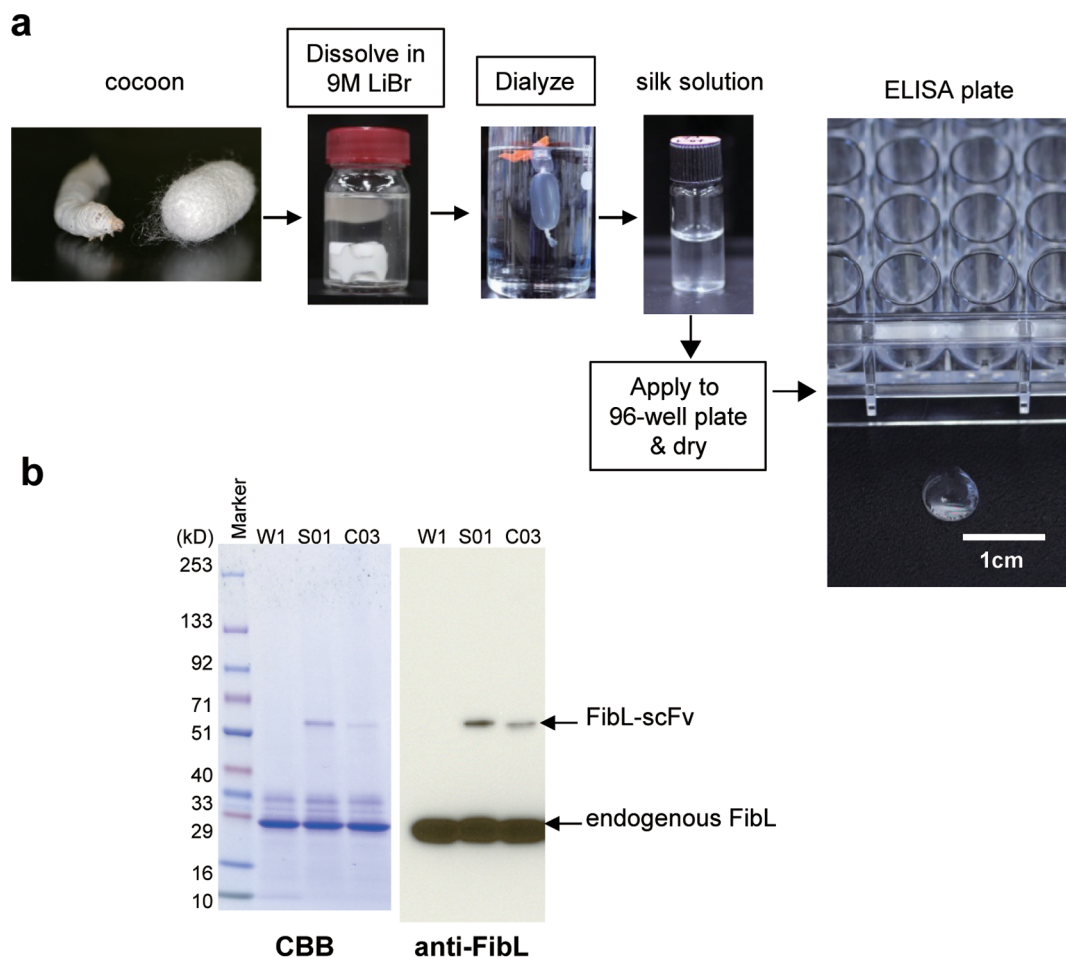 a
cocoon
Dissolve in
9M LiBr
Dialyze
silk solution
ELISA plate
Apply to
96-well plate
& dry
1cm
b
(kD)
Marker
W1 S01 C03
W1 S01 C03
253
133
92
71
51
40
33
29
16
10
FibL-scFv
endogenous FibL
CBB
anti-FibL